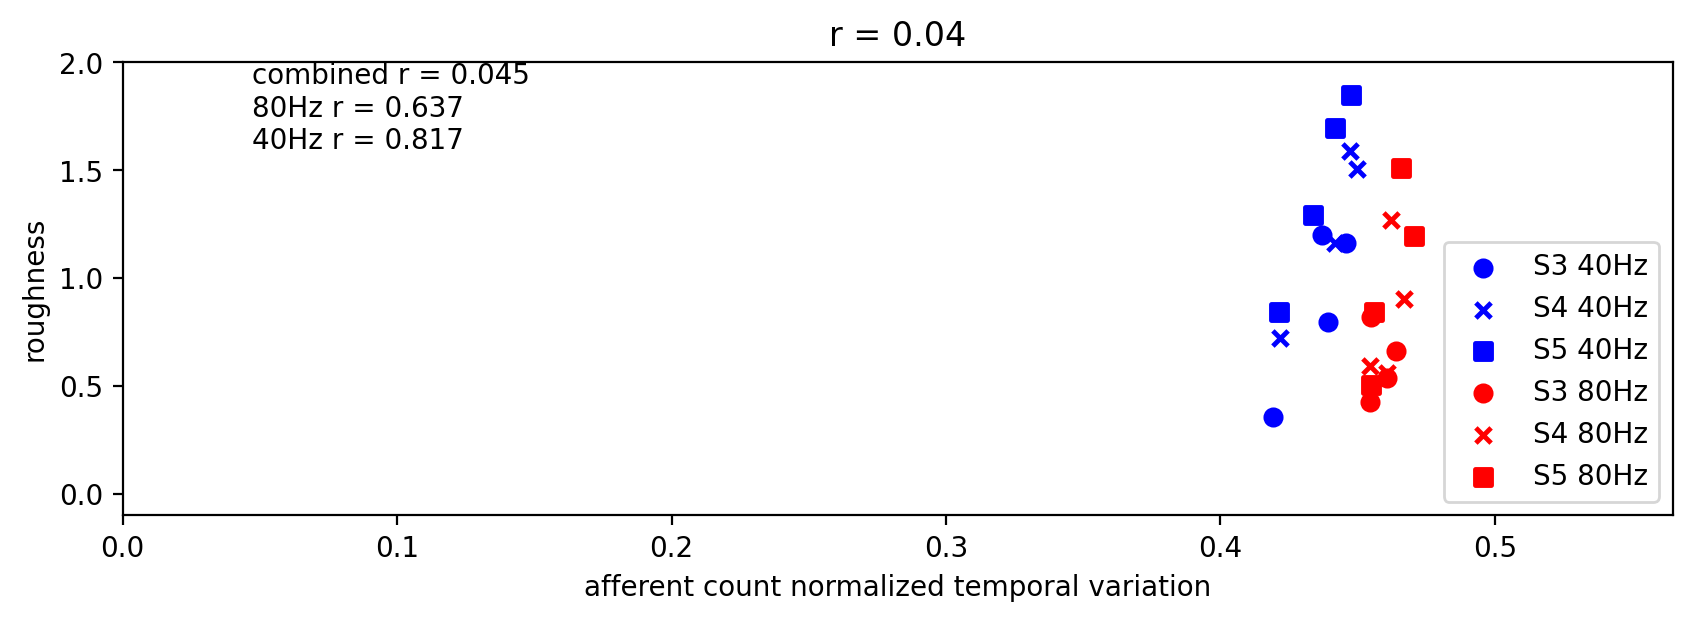 r = 0.04
combined r = 0.045
80Hz r = 0.637
40Hz r = 0.817
2.0
1.5
1.0
0.5
0.0
roughness
S3 40Hz
S4 40Hz
S5 40Hz
S3 80Hz
S4 80Hz
S5 80Hz
0.0 0.1 0.2 0.3 0.4 0.5
afferent count normalized temporal variation